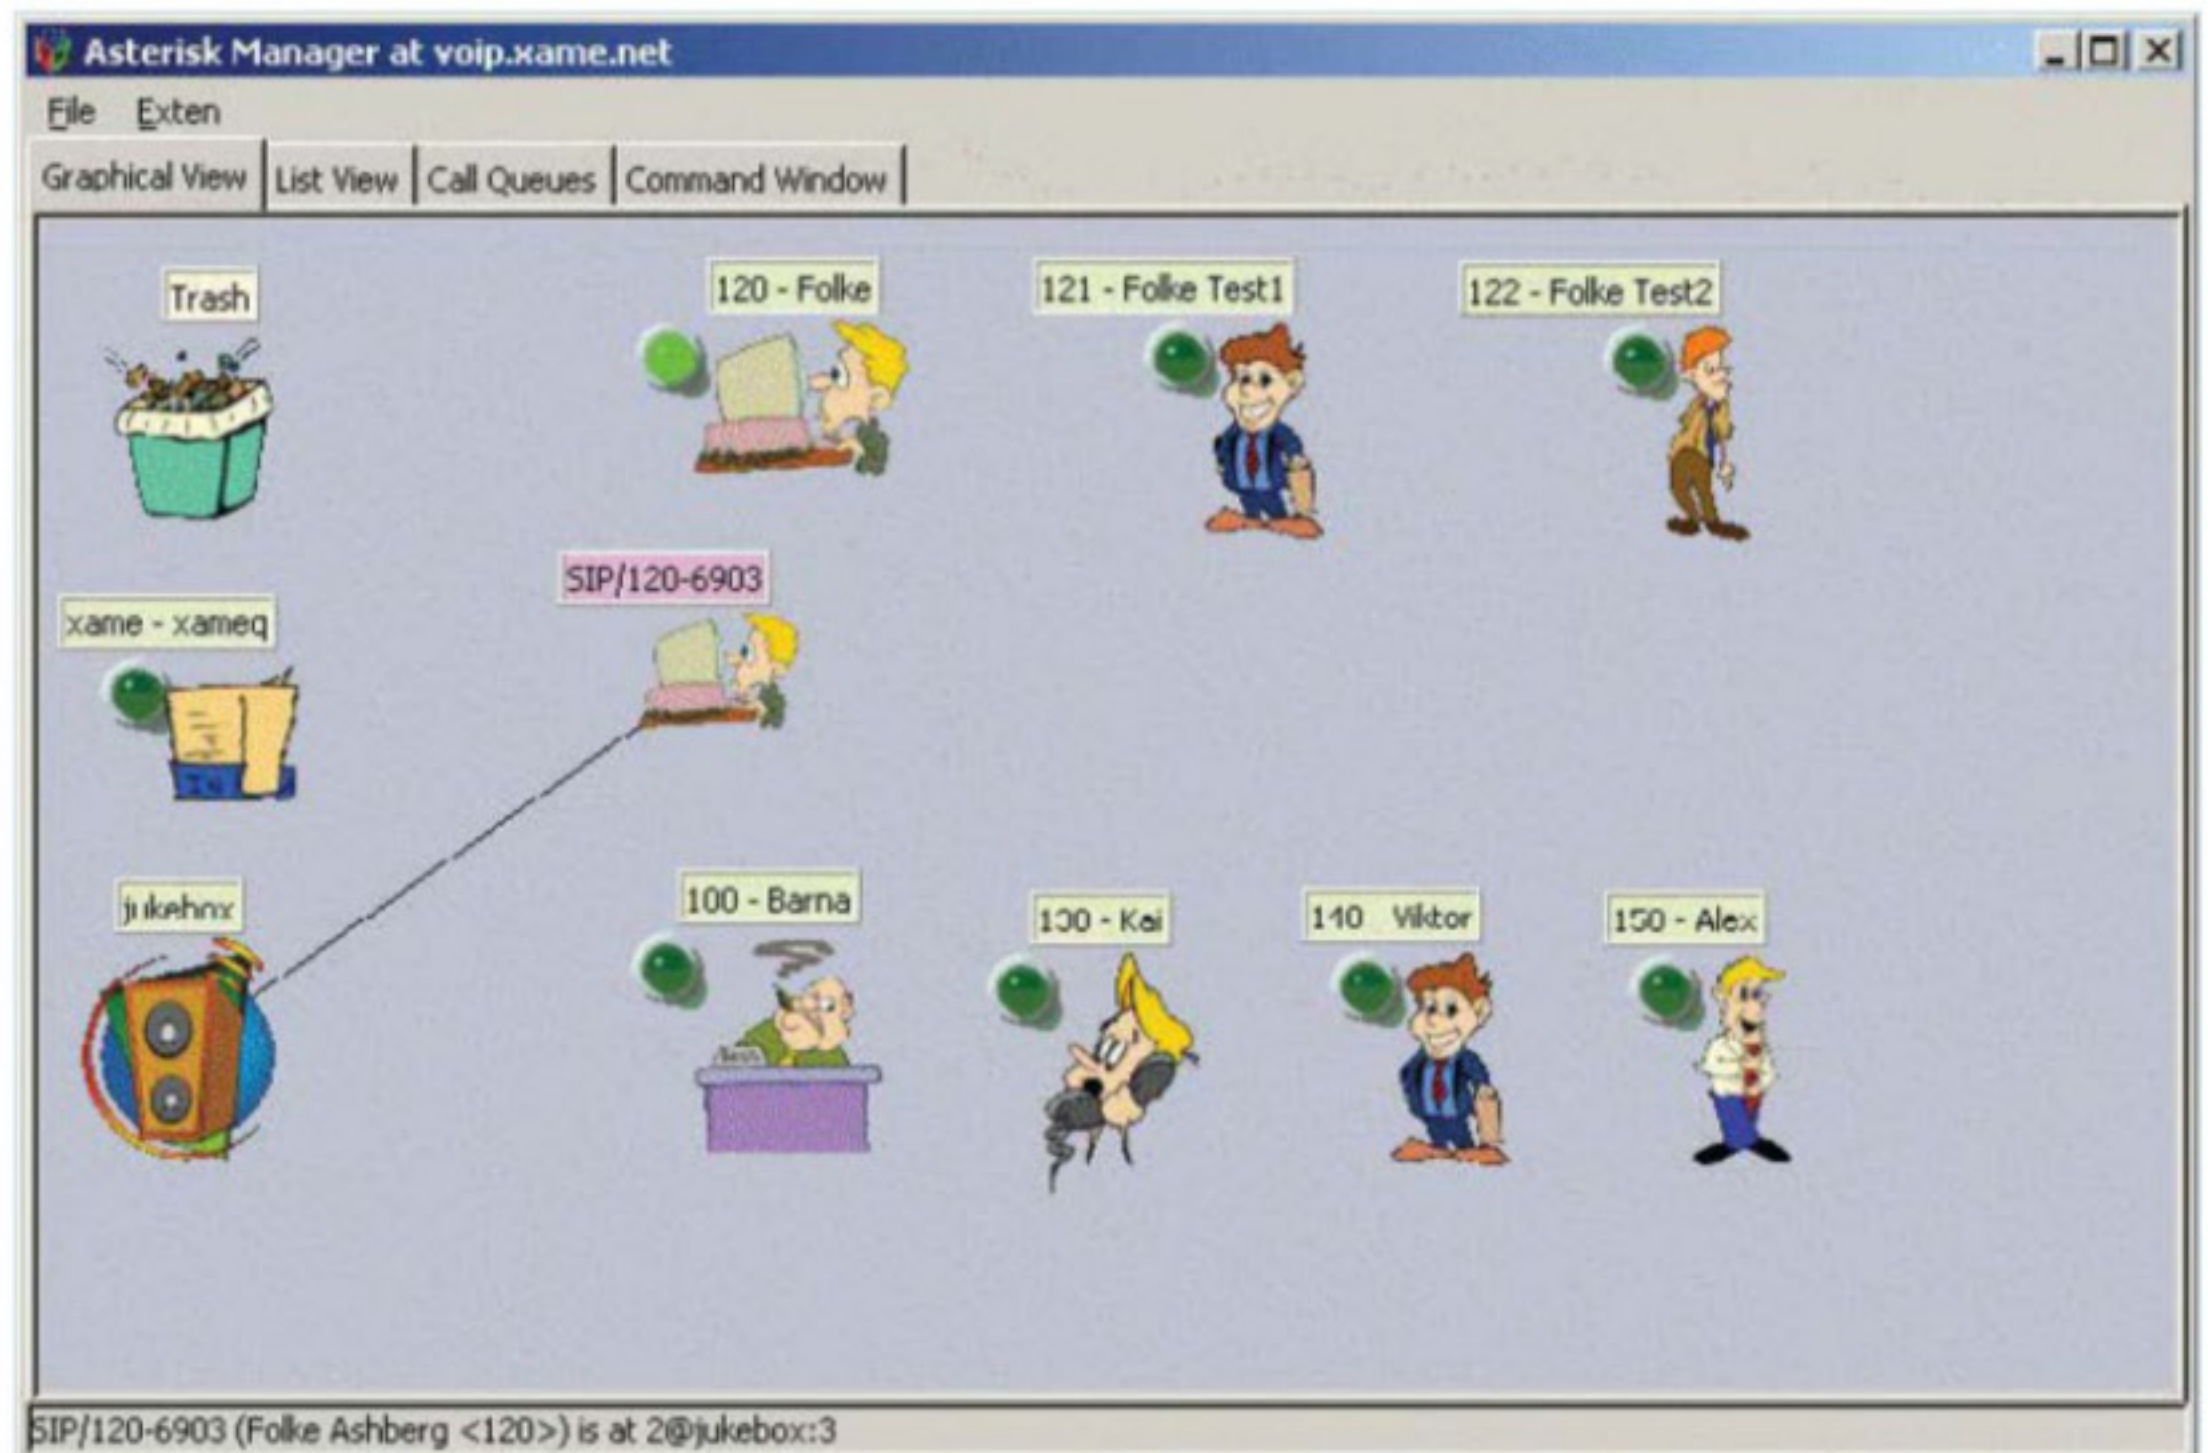 Asterisk Manager at voip.xame.net
File Exten
Graphical View List View Call Queues Command Window
Trash
120 - Folke
121 - Folke Test1
122 - Folke Test2
SIP/120-6903
xame - xameq
jukebox
100 - Barna
130 - Kai
140 Viktor
150 - Alex
SIP/120-6903 (Folke Ashberg <120>) is at 2@jukebox:3